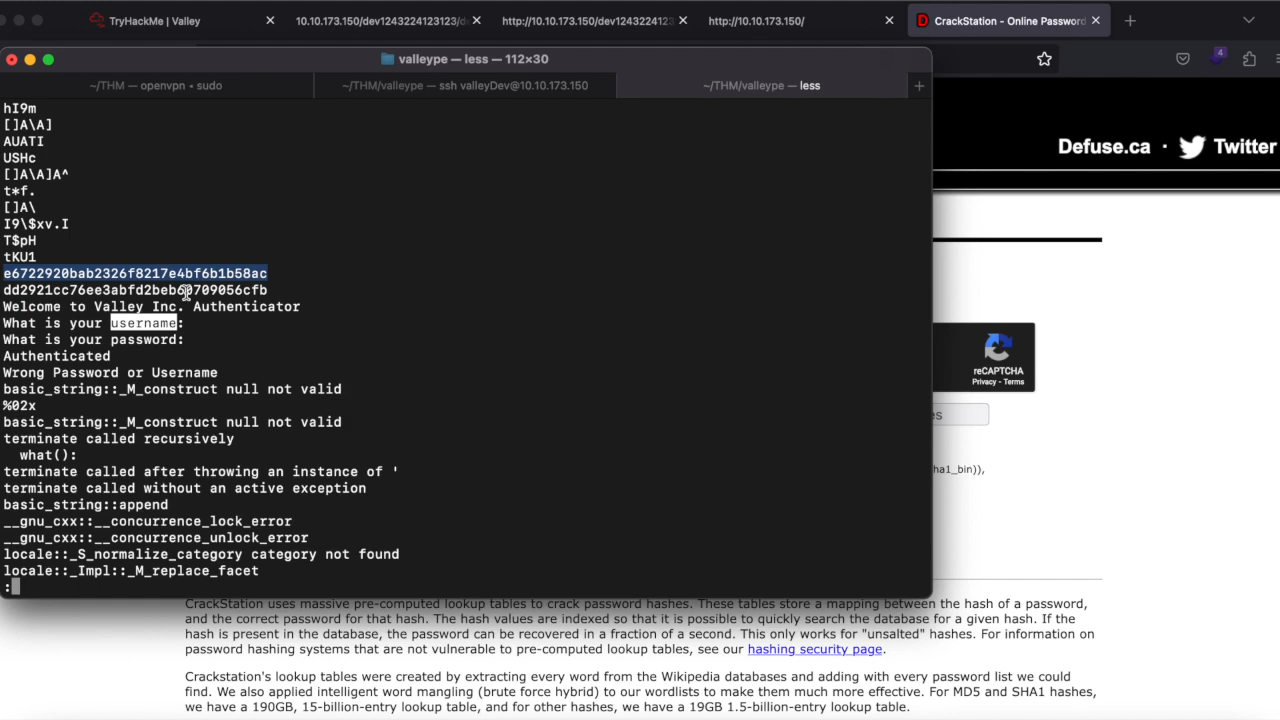 TryHackMe | Valley
10.10.173.150/dev1243224123123/d
http://10.10.173.150/dev1243224123
http://10.10.173.150/
CrackStation - Online Password
4
valleype — less — 112×30
~/THM — openvpn • sudo
~/THM/valleype — ssh valleyDev@10.10.173.150
~/THM/valleype — less
hI9m
[]A\A]
AUATI
USHc
[]A\A]A^
t*f.
[]A\
I9\$xv.I
T$pH
tKU1
e6722920bab2326f8217e4bf6b1b58ac
dd2921cc76ee3abfd2beb60709056cfb
Welcome to Valley Inc. Authenticator
What is your username:
What is your password:
Authenticated
Wrong Password or Username
basic_string::_M_construct null not valid
%02x
basic_string::_M_construct null not valid
terminate called recursively
what():
terminate called after throwing an instance of '
terminate called without an active exception
basic_string::append
__gnu_cxx::__concurrence_lock_error
__gnu_cxx::__concurrence_unlock_error
locale::_S_normalize_category category not found
locale::_Impl::_M_replace_facet
:
Defuse.ca · Twitter
reCAPTCHA
Privacy - Terms
es
ha1_bin)),
CrackStation uses massive pre-computed lookup tables to crack password hashes. These tables store a mapping between the hash of a password,
and the correct password for that hash. The hash values are indexed so that it is possible to quickly search the database for a given hash. If the
hash is present in the database, the password can be recovered in a fraction of a second. This only works for "unsalted" hashes. For information on
password hashing systems that are not vulnerable to pre-computed lookup tables, see our hashing security page.
Crackstation's lookup tables were created by extracting every word from the Wikipedia databases and adding with every password list we could
find. We also applied intelligent word mangling (brute force hybrid) to our wordlists to make them much more effective. For MD5 and SHA1 hashes,
we have a 190GB, 15-billion-entry lookup table, and for other hashes, we have a 19GB 1.5-billion-entry lookup table.